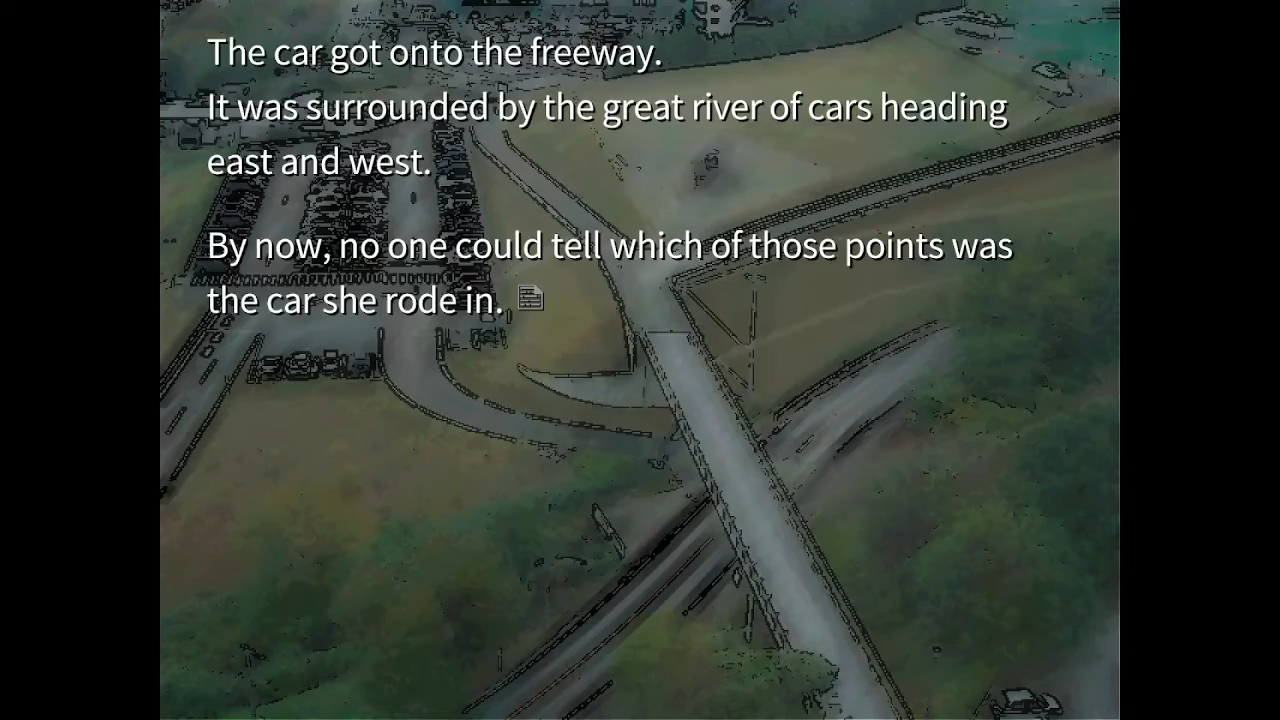 The car got onto the freeway.
It was surrounded by the great river of cars heading
east and west.
By now, no one could tell which of those points was
the car she rode in.